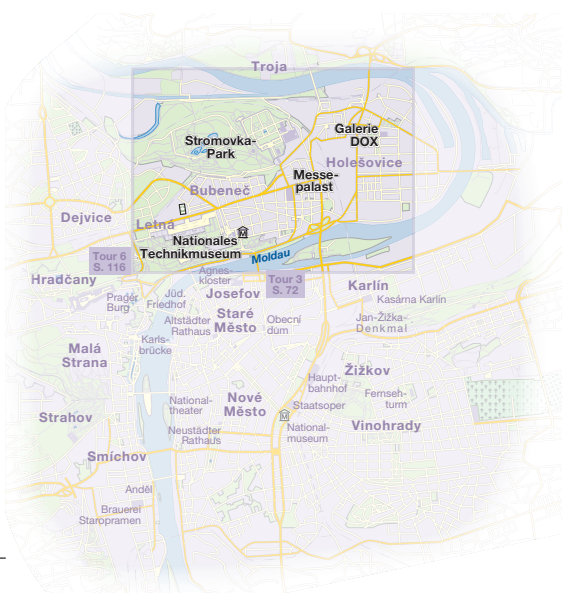 Troja
Stromovka-
Park
Galerie
DOX
Holešovice
Messe-
palast
Bubeneč
Dejvice
Letná
Nationales
Technikmuseum
Moldau
Tour 6
S. 116
Tour 3
S. 72
Hradčany
Agnes-
kloster
Josefov
Karlín
Prager
Burg
Jüd.
Friedhof
Kasárna Karlín
Altstädter
Rathaus
Staré
Město
Obecní
dům
Jan-Žižka-
Denkmal
Karls-
brücke
Malá
Strana
Žižkov
Haupt-
bahnhof
Fernseh-
turm
National-
theater
Nové
Město
Staatsoper
Strahov
Neustädter
Rathaus
National-
museum
Vinohrady
Smíchov
Anděl
Brauerei
Staropramen